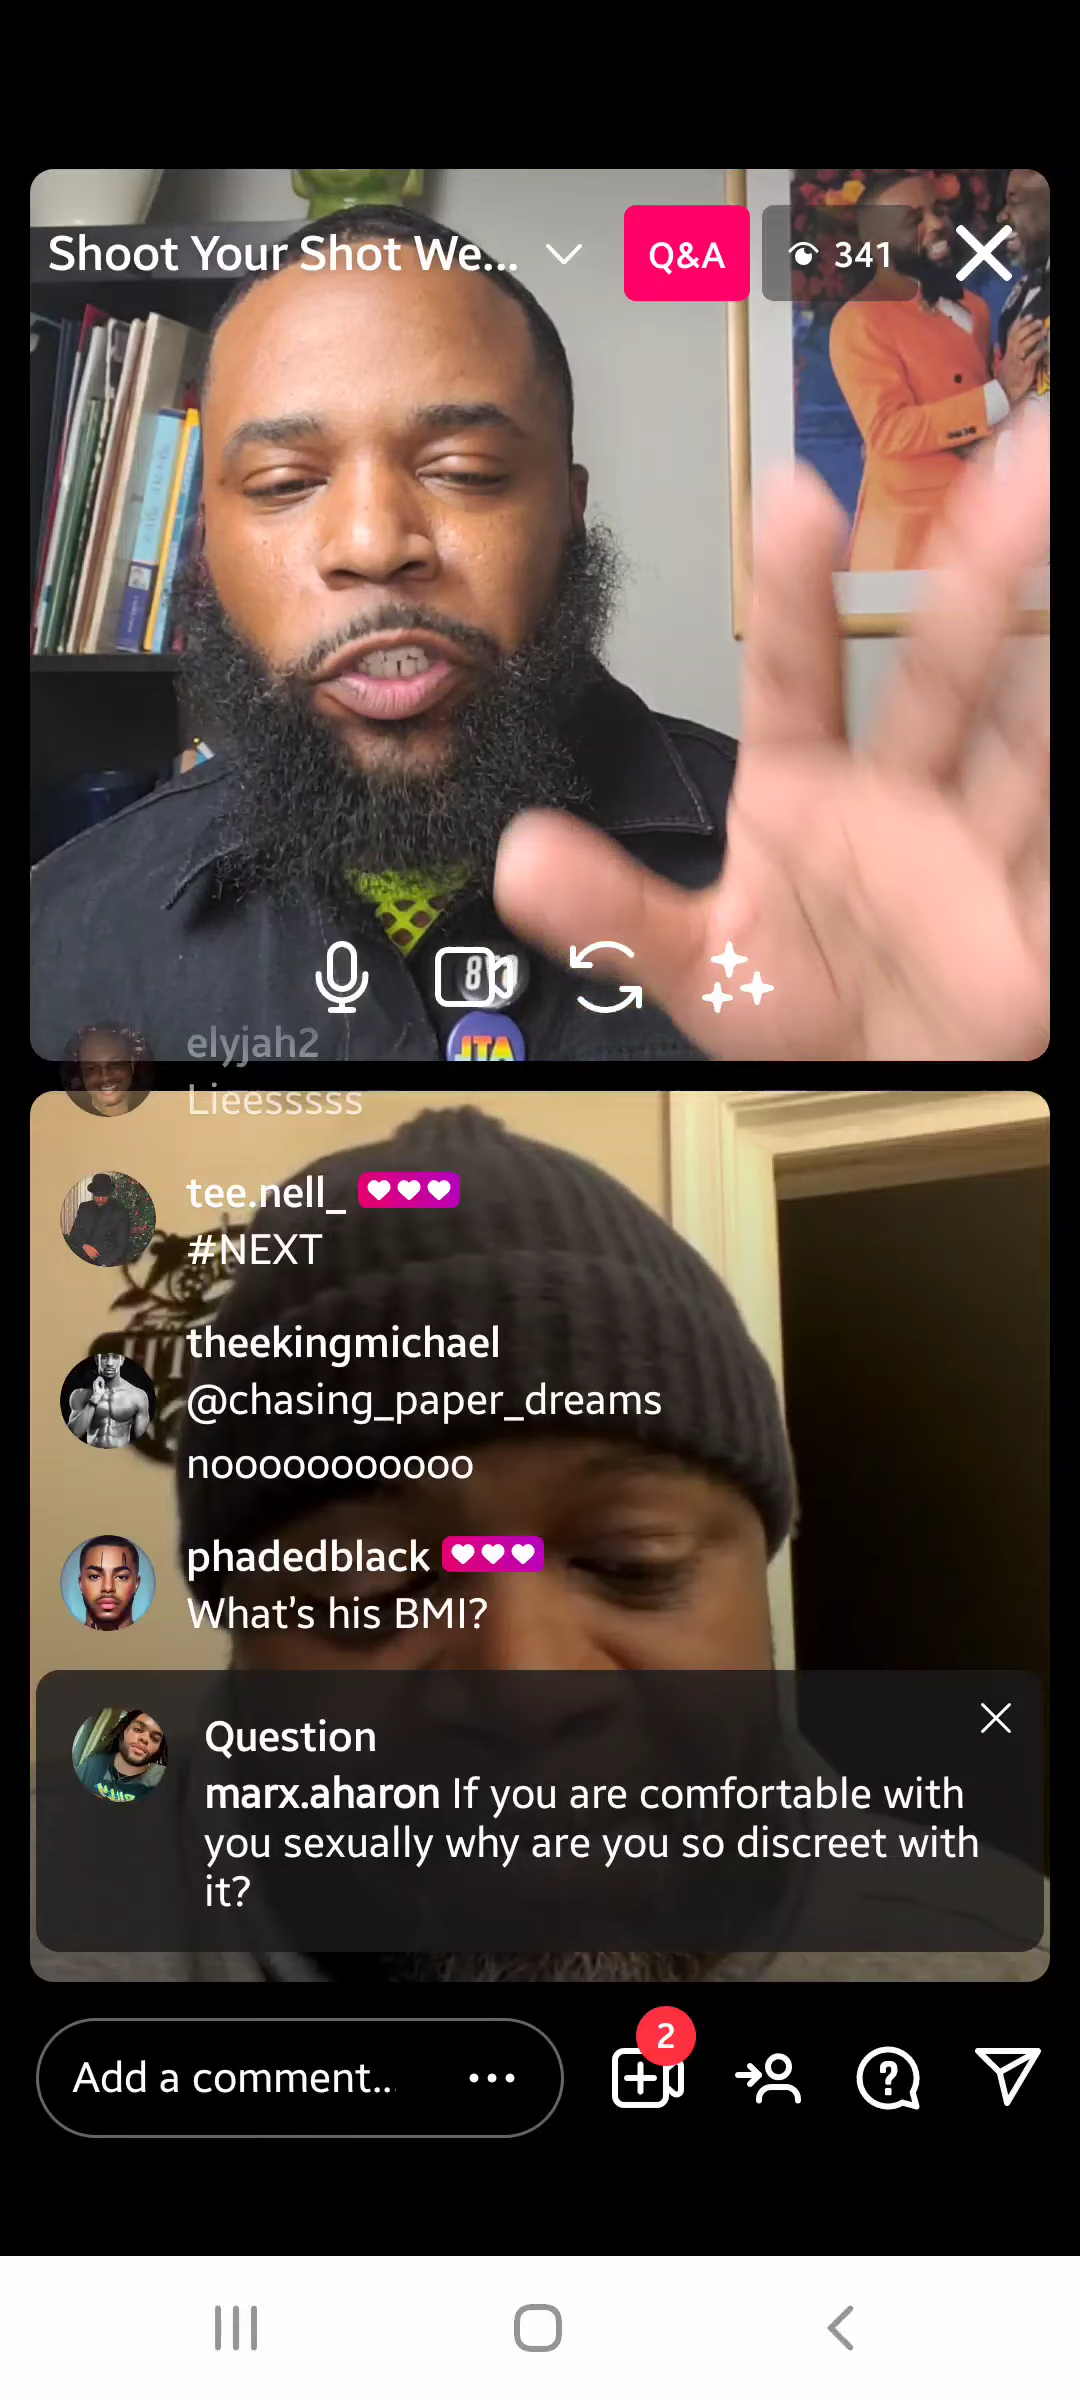 Shoot Your Shot We...
Q&A
341
elyjah2
Lieesssss
tee.nell_
#NEXT
theekingmichael
@chasing_paper_dreams
nooooooooooo
phadedblack
What's his BMI?
Question
marx.aharon If you are comfortable with
you sexually why are you so discreet with
it?
Add a comment...
2